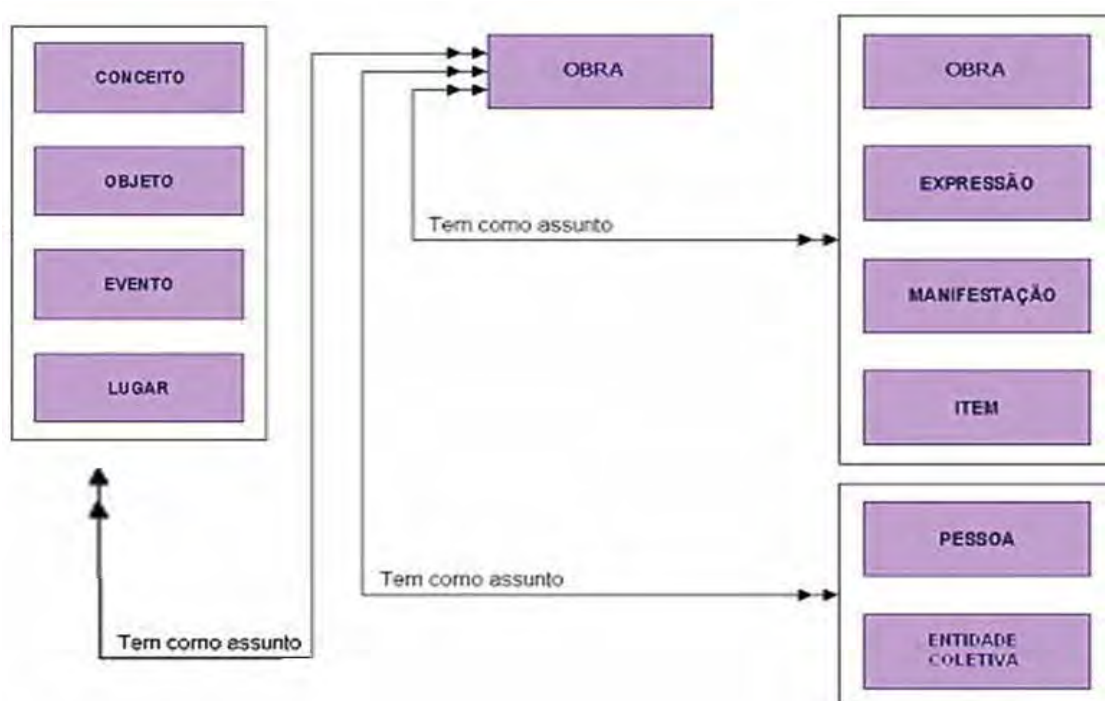 CONCEITO
OBJETO
EVENTO
LUGAR
Tem como assunto
OBRA
Tem como assunto
Tem como assunto
OBRA
EXPRESSÃO
MANIFESTAÇÃO
ITEM
PESSOA
ENTIDADE
COLETIVA